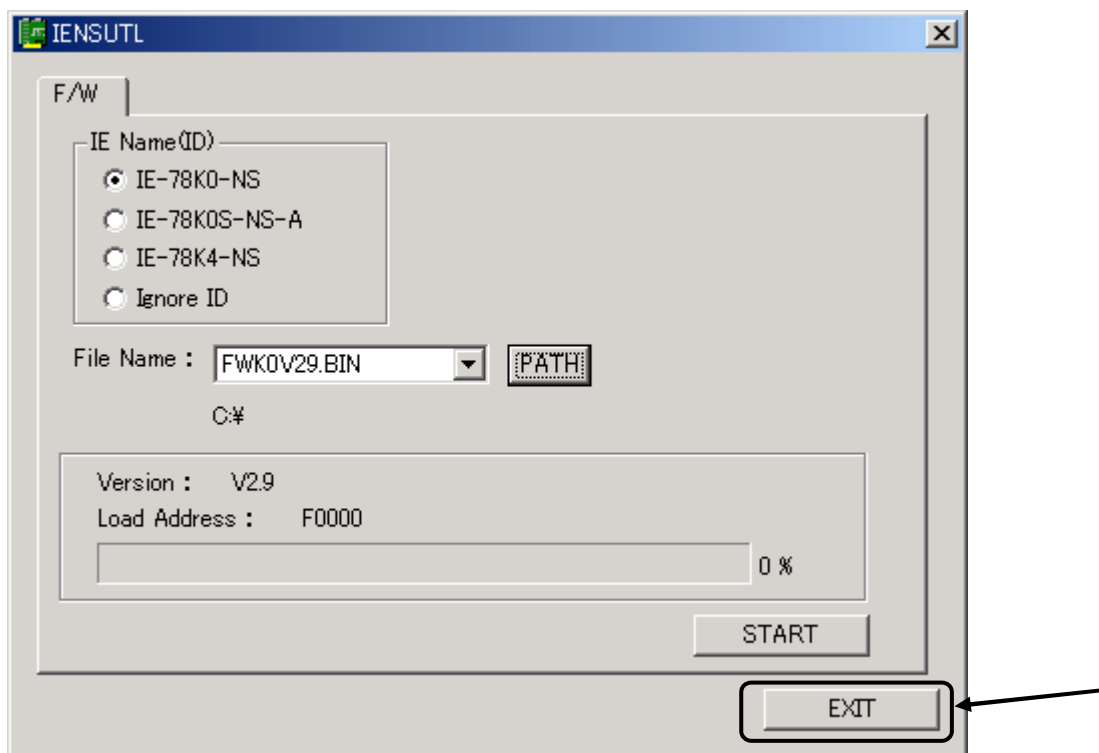 IENSUTL
F/W
IE Name(ID)
IE-78K0-NS
IE-78K0S-NS-A
IE-78K4-NS
Ignore ID
File Name : FWK0V29.BIN PATH
C:¥
Version : V2.9
Load Address : F0000
0 %
START
EXIT